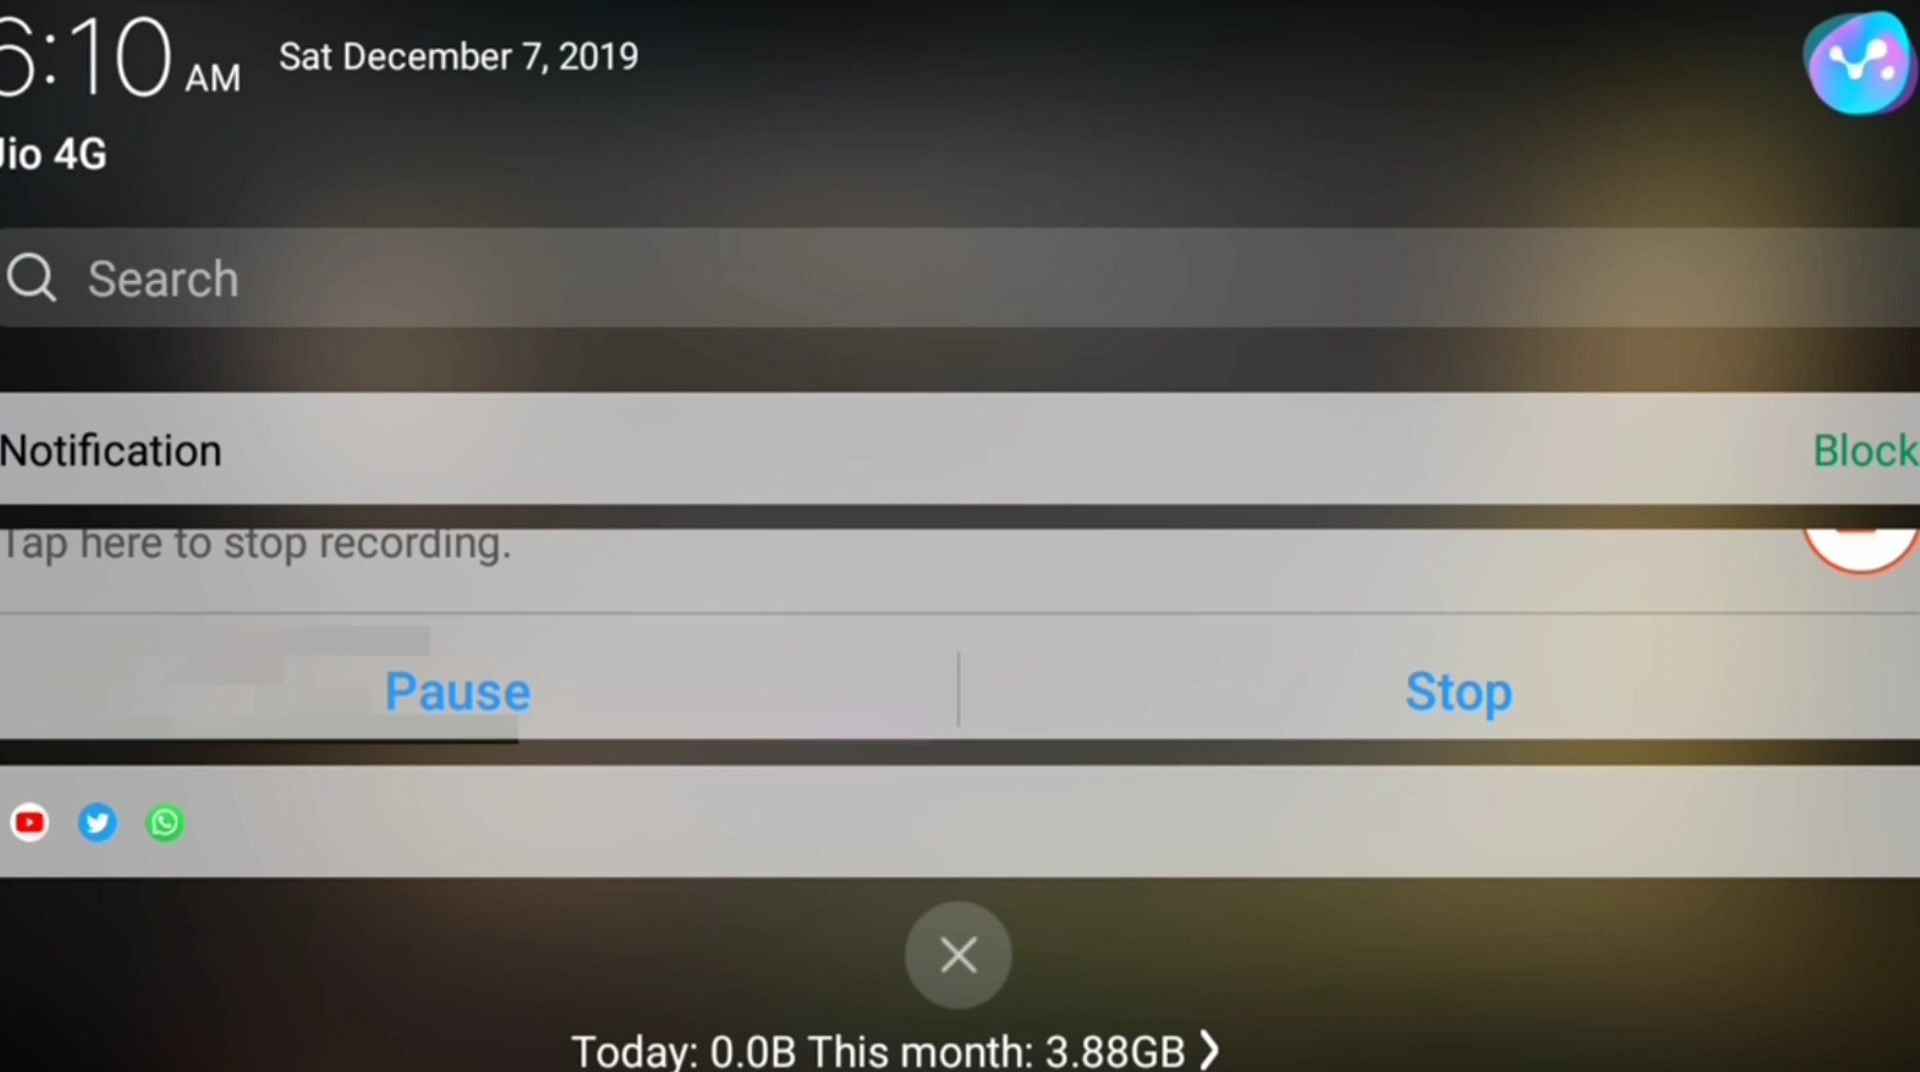 6:10 AM Sat December 7, 2019
Jio 4G
Search
Notification Block
Tap here to stop recording.
Pause Stop
Today: 0.0B This month: 3.88GB